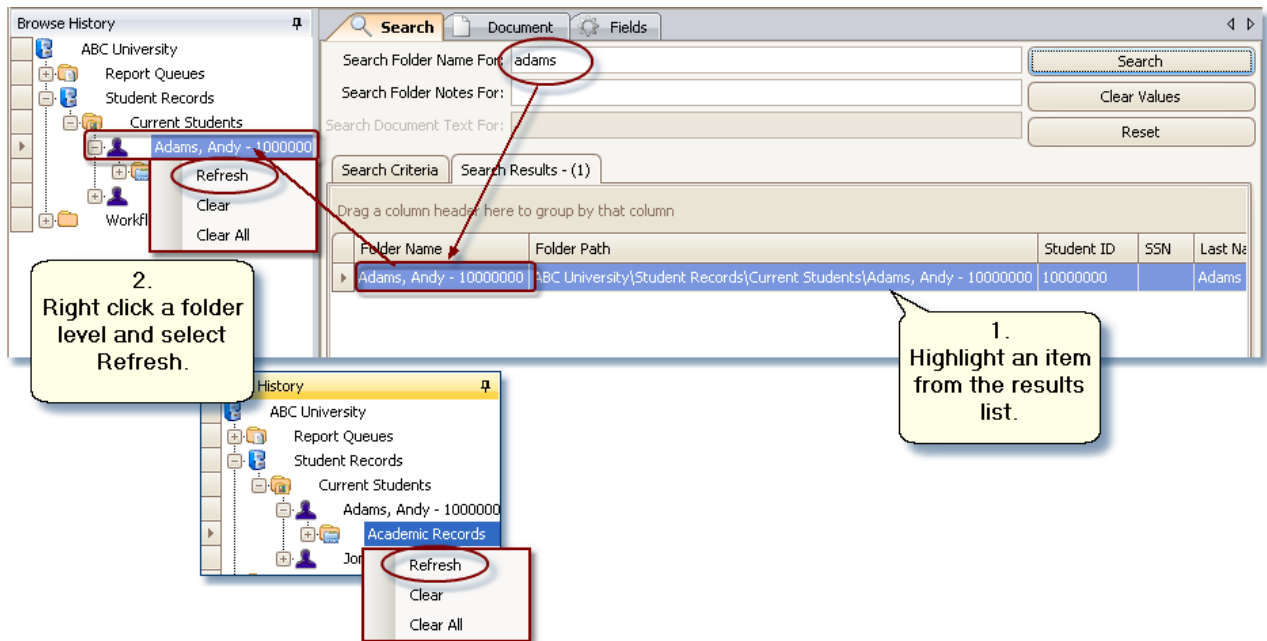 Browse History
ABC University
Report Queues
Student Records
Current Students
Adams, Andy - 1000000
Refresh
Clear
Clear All
Workfl
2.
Right click a folder
level and select
Refresh.
Search
Document
Fields
Search Folder Name For: adams
Search
Search Folder Notes For:
Clear Values
Search Document Text For:
Reset
Search Criteria
Search Results - (1)
Drag a column header here to group by that column
Folder Name Folder Path Student ID SSN Last Na
Adams, Andy - 10000000 ABC University\Student Records\Current Students\Adams, Andy - 10000000 10000000 Adams
1.
Highlight an item
from the results
list.
History
ABC University
Report Queues
Student Records
Current Students
Adams, Andy - 1000000
Academic Records
Jor
Refresh
Clear
Clear All